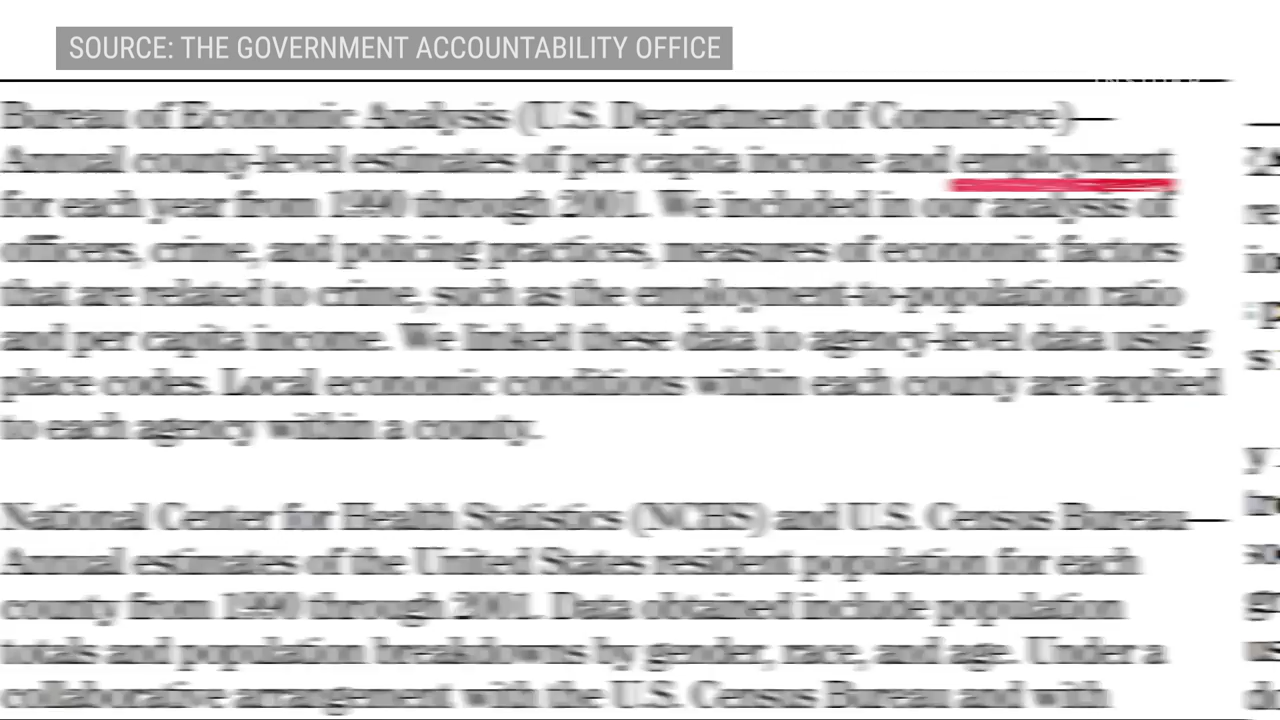 SOURCE: THE GOVERNMENT ACCOUNTABILITY OFFICE
Bureau of Economic Analysis (U.S. Department of Commerce)—
Annual county-level estimates of per capita income and employment
for each year from 1990 through 2001. We included in our analysis of
officers, crime, and policing practices, measures of economic factors
that are related to crime, such as the employment-to-population ratio
and per capita income. We linked these data to agency-level data using
place codes. Local economic conditions within each county are applied
to each agency within a county.
National Center for Health Statistics (NCHS) and U.S. Census Bureau—
Annual estimates of the United States resident population for each
county from 1990 through 2001. Data obtained include population
totals and population breakdowns by gender, race, and age. Under a
collaborative arrangement with the U.S. Census Bureau and with